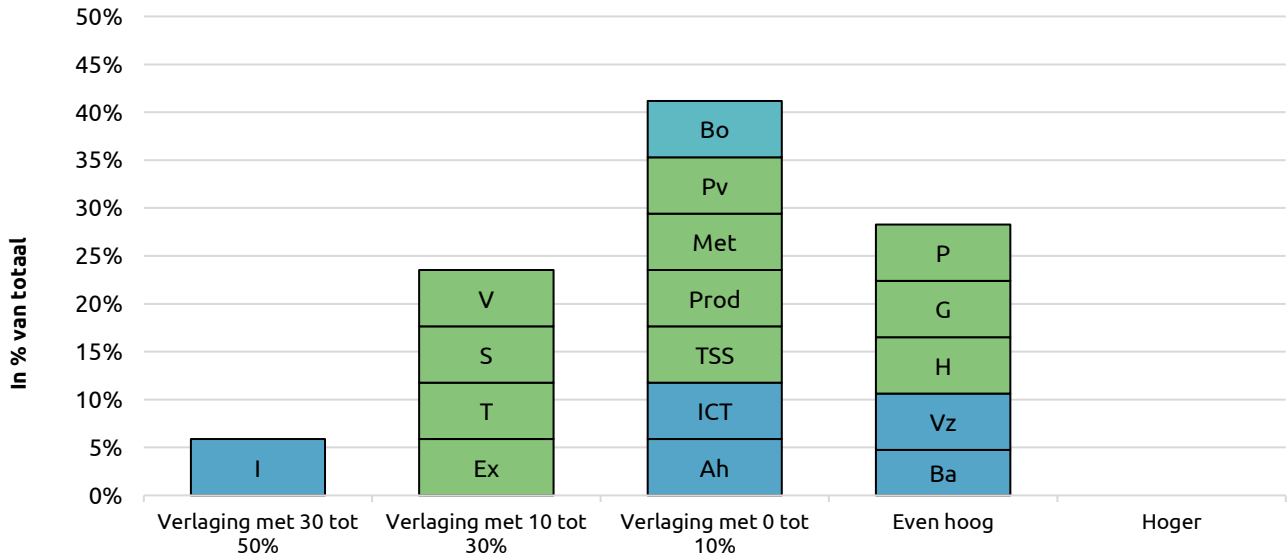 50%
45%
40%
35%
30%
25%
20%
15%
10%
5%
0%
In % van totaal
I
V
S
T
Ex
Bo
Pv
Met
Prod
TSS
ICT
Ah
P
G
H
Vz
Ba
Verlaging met 30 tot
50%
Verlaging met 10 tot
30%
Verlaging met 0 tot
10%
Even hoog
Hoger